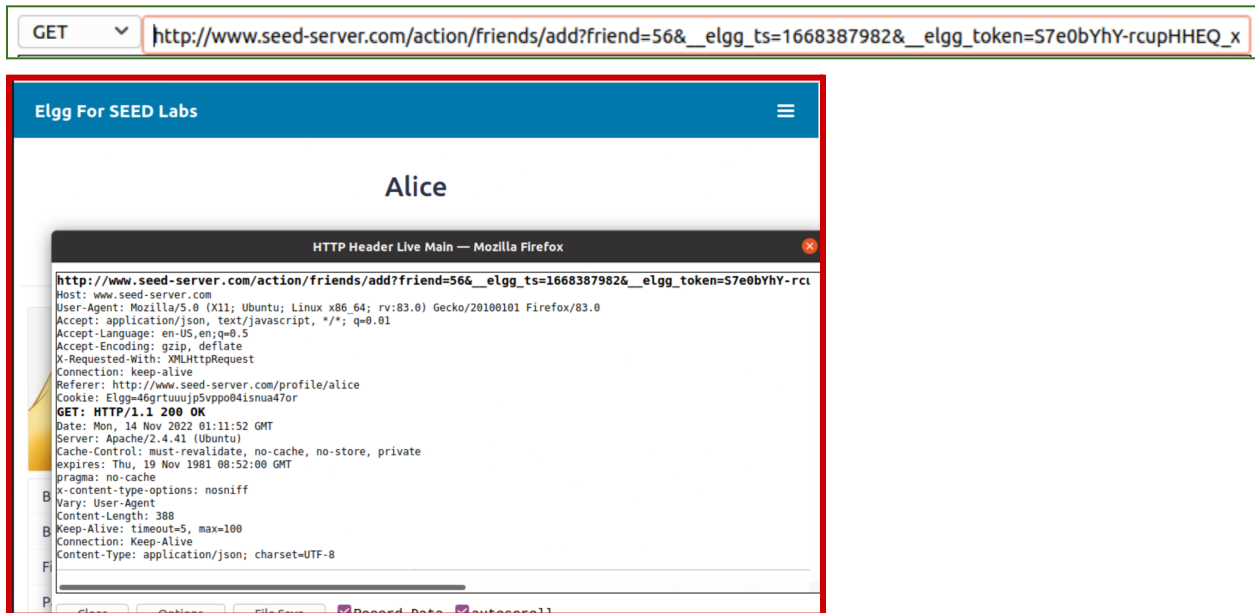 GET http://www.seed-server.com/action/friends/add?friend=56&__elgg_ts=1668387982&__elgg_token=S7e0bYhY-rcupHHEQ_x
Elgg For SEED Labs
Alice
HTTP Header Live Main — Mozilla Firefox
http://www.seed-server.com/action/friends/add?friend=56&__elgg_ts=1668387982&__elgg_token=S7e0bYhY-rcu
Host: www.seed-server.com
User-Agent: Mozilla/5.0 (X11; Ubuntu; Linux x86_64; rv:83.0) Gecko/20100101 Firefox/83.0
Accept: application/json, text/javascript, */*; q=0.01
Accept-Language: en-US,en;q=0.5
Accept-Encoding: gzip, deflate
X-Requested-With: XMLHttpRequest
Connection: keep-alive
Referer: http://www.seed-server.com/profile/alice
Cookie: Elgg=46grtuuujp5vppo04isnua47or
GET: HTTP/1.1 200 OK
Date: Mon, 14 Nov 2022 01:11:52 GMT
Server: Apache/2.4.41 (Ubuntu)
Cache-Control: must-revalidate, no-cache, no-store, private
expires: Thu, 19 Nov 1981 08:52:00 GMT
pragma: no-cache
x-content-type-options: nosniff
B
Vary: User-Agent
Content-Length: 388
B
Keep-Alive: timeout=5, max=100
Connection: Keep-Alive
Content-Type: application/json; charset=UTF-8
Fi
P
Close Options File Save Record Data autoscroll